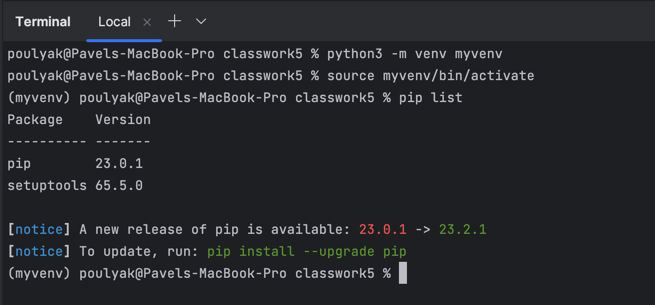 Terminal Local × +
poulyak@Pavels-MacBook-Pro classwork5 % python3 -m venv myvenv
poulyak@Pavels-MacBook-Pro classwork5 % source myvenv/bin/activate
(myvenv) poulyak@Pavels-MacBook-Pro classwork5 % pip list
Package    Version
---------- -------
pip        23.0.1
setuptools 65.5.0
[notice] A new release of pip is available: 23.0.1 -> 23.2.1
[notice] To update, run: pip install --upgrade pip
(myvenv) poulyak@Pavels-MacBook-Pro classwork5 %